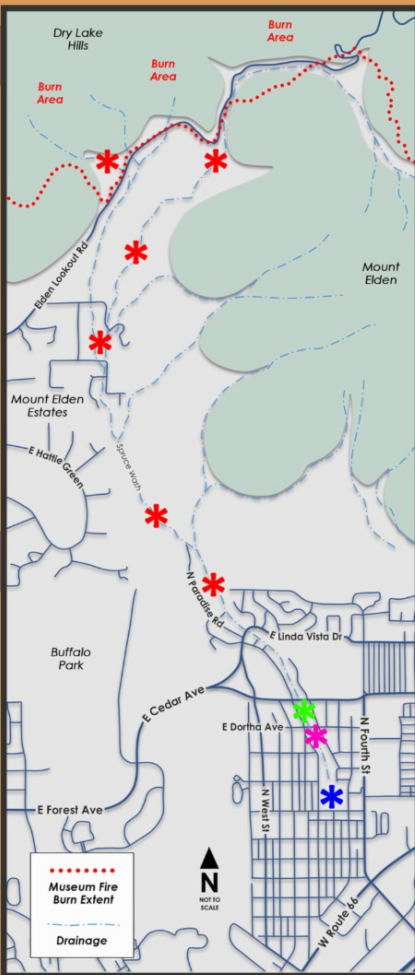 Dry Lake
Hills
Burn
Area
Burn
Area
Burn
Area
Elden Lookout Rd
Mount
Elden
Mount Elden
Estates
E Hattie Green
Spruce Wash
N Paradise Rd
E Linda Vista Dr
Buffalo
Park
E Cedar Ave
E Dortha Ave
N Fourth St
N West St
E Forest Ave
W Route 66
N
NOT TO
SCALE
Museum Fire
Burn Extent
Drainage